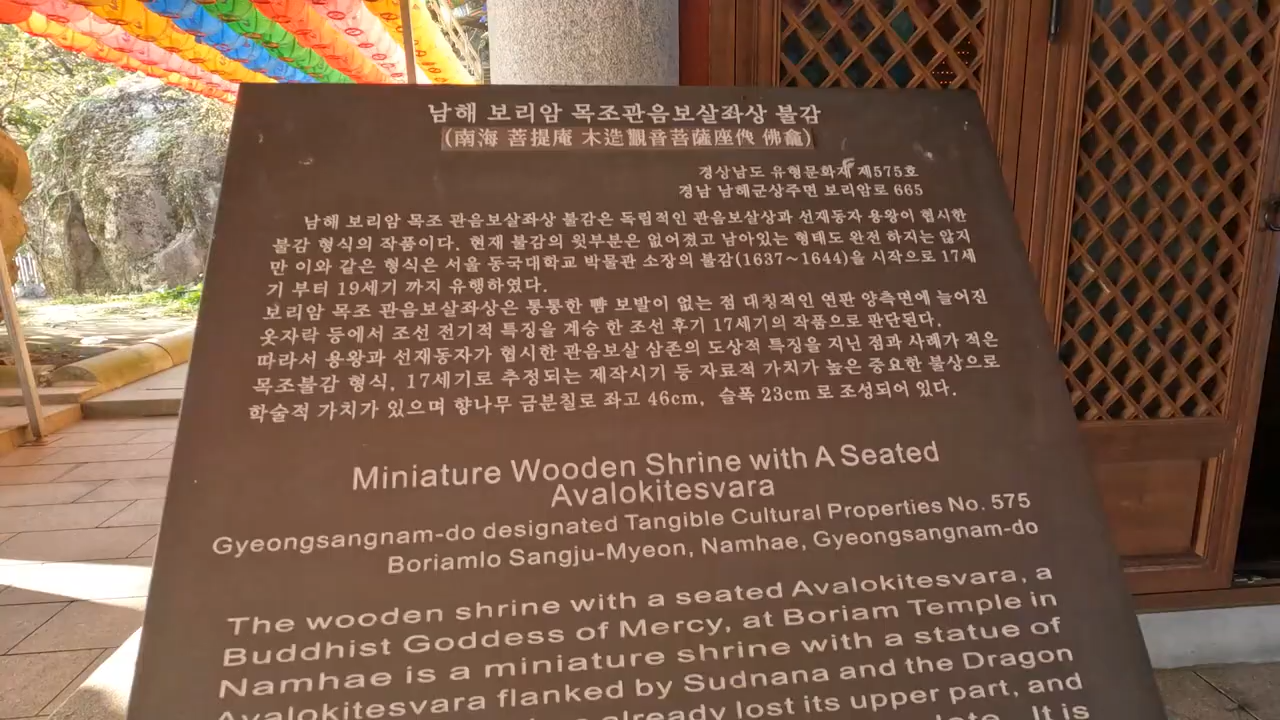 남해 보리암 목조관음보살좌상 불감
(南海 菩提庵 木造觀音菩薩座像 佛龕)
경상남도 유형문화재 제575호
경남 남해군상주면 보리암로 665
남해 보리암 목조 관음보살좌상 불감은 독립적인 관음보살상과 선재동자 용왕이 협시한
불감 형식의 작품이다. 현재 불감의 윗부분은 없어졌고 남아있는 형태도 완전 하지는 않지
만 이와 같은 형식은 서울 동국대학교 박물관 소장의 불감(1637~1644)을 시작으로 17세
기 부터 19세기 까지 유행하였다.
보리암 목조 관음보살좌상은 통통한 뺨 보발이 없는 점 대칭적인 연판 양측면에 늘어진
옷자락 등에서 조선 전기적 특징을 계승 한 조선 후기 17세기의 작품으로 판단된다.
따라서 용왕과 선재동자가 협시한 관음보살 삼존의 도상적 특징을 지닌 점과 사례가 적은
목조불감 형식, 17세기로 추정되는 제작시기 등 자료적 가치가 높은 중요한 불상으로
학술적 가치가 있으며 향나무 금분칠로 좌고 46cm, 슬폭 23cm 로 조성되어 있다.
Miniature Wooden Shrine with A Seated
Avalokitesvara
Gyeongsangnam-do designated Tangible Cultural Properties No. 575
Boriamlo Sangju-Myeon, Namhae, Gyeongsangnam-do
The wooden shrine with a seated Avalokitesvara, a
Buddhist Goddess of Mercy, at Boriam Temple in
Namhae is a miniature shrine with a statue of
Avalokitesvara flanked by Sudnana and the Dragon
already lost its upper part, and
It is